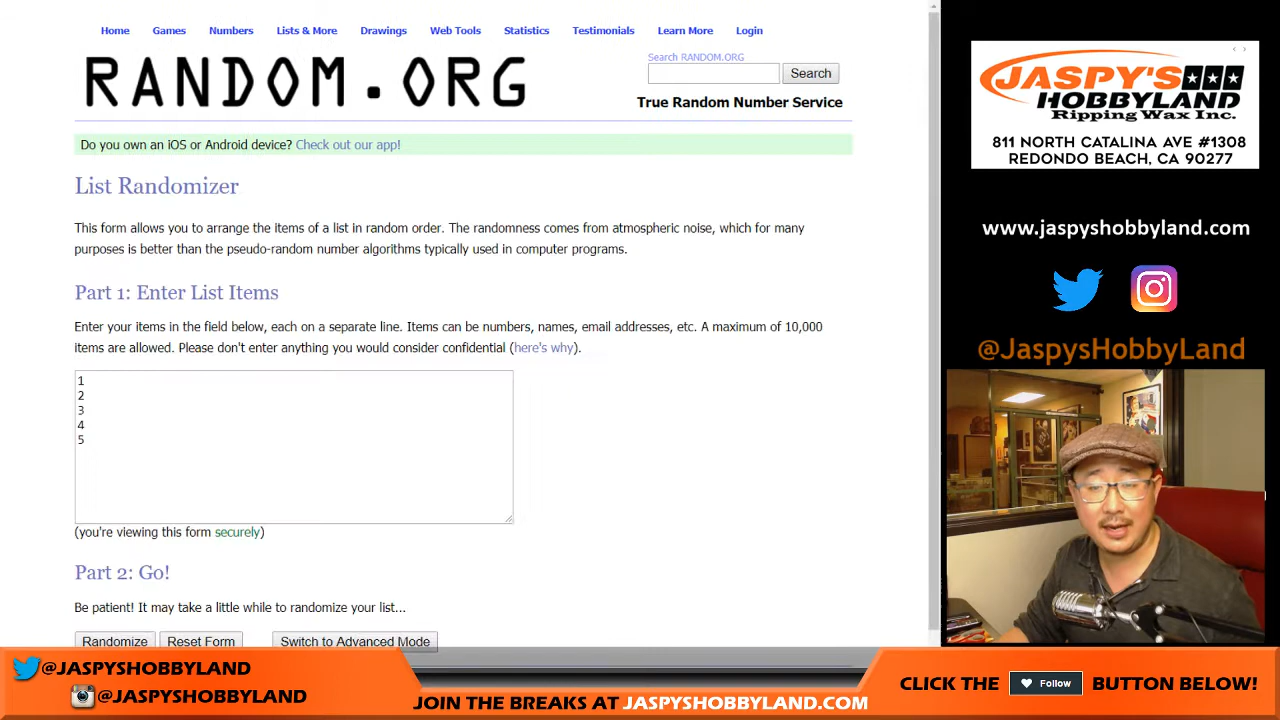 Home Games Numbers Lists & More Drawings Web Tools Statistics Testimonials Learn More Login
RANDOM.ORG
Search RANDOM.ORG
Search
True Random Number Service
Do you own an iOS or Android device? Check out our app!
List Randomizer
This form allows you to arrange the items of a list in random order. The randomness comes from atmospheric noise, which for many
purposes is better than the pseudo-random number algorithms typically used in computer programs.
Part 1: Enter List Items
Enter your items in the field below, each on a separate line. Items can be numbers, names, email addresses, etc. A maximum of 10,000
items are allowed. Please don't enter anything you would consider confidential (here's why).
1
2
3
4
5
(you're viewing this form securely)
Part 2: Go!
Be patient! It may take a little while to randomize your list...
Randomize Reset Form Switch to Advanced Mode
JASPY'S
HOBBYLAND
Ripping Wax Inc.
811 NORTH CATALINA AVE #1308
REDONDO BEACH, CA 90277
www.jaspyshobbyland.com
@JaspysHobbyLand
@JASPYSHOBBYLAND
@JASPYSHOBBYLAND
JOIN THE BREAKS AT JASPYSHOBBYLAND.COM
CLICK THE Follow BUTTON BELOW!